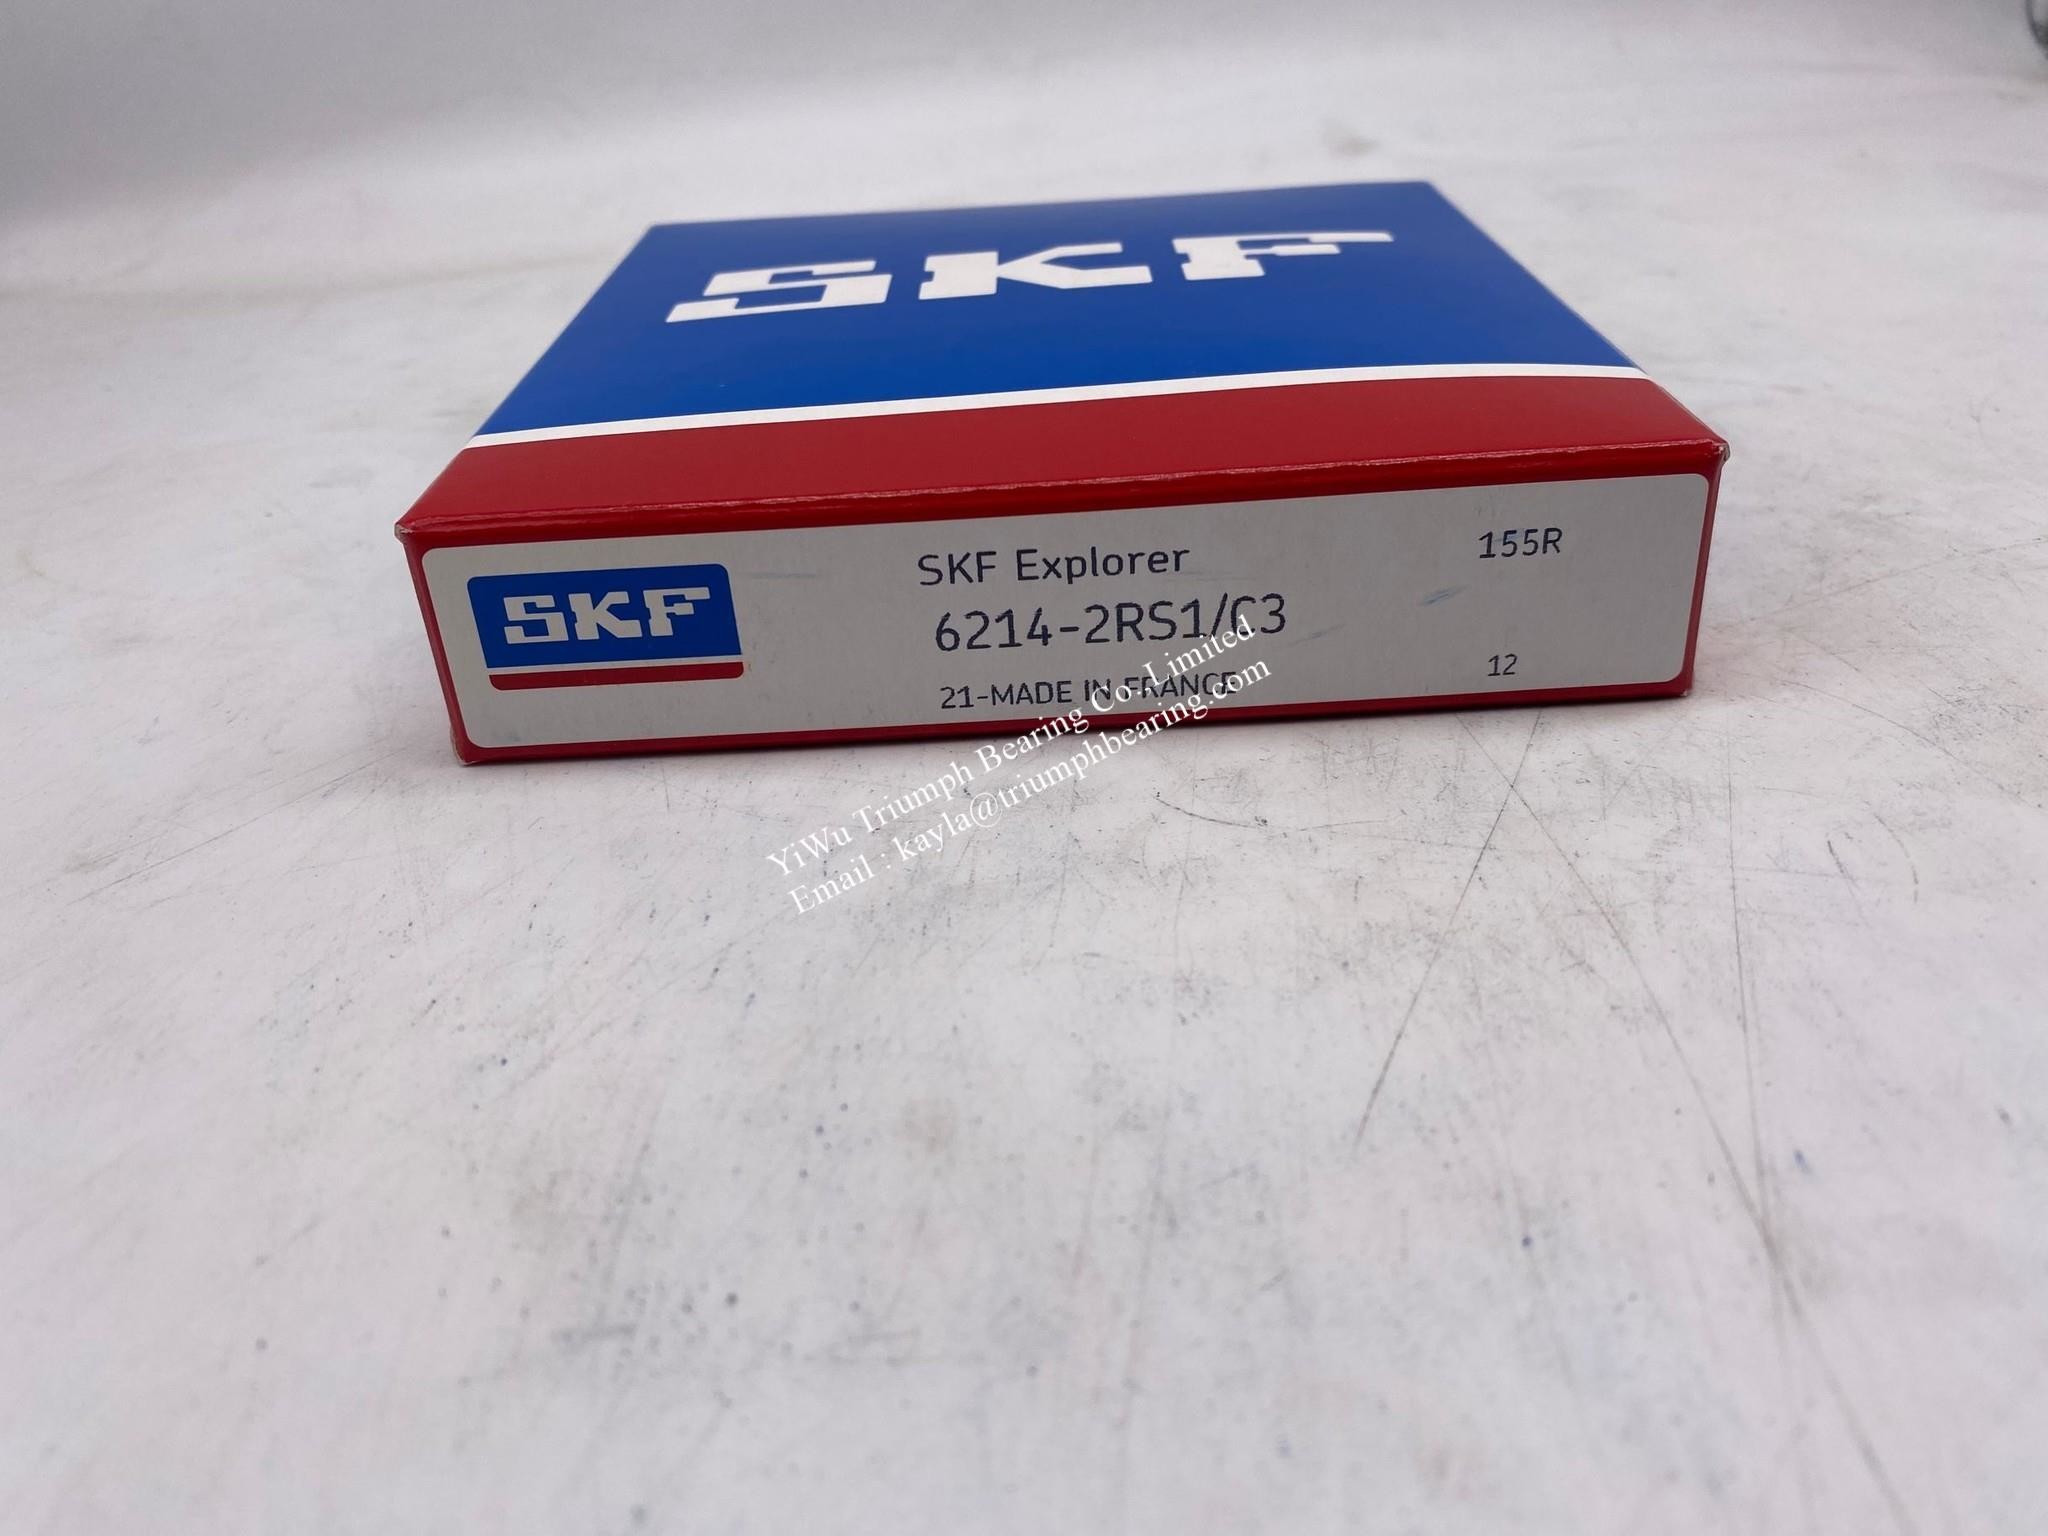 SKF
SKF
SKF Explorer
155R
6214-2RS1/C3
21-MADE IN FRANCE
12
YiWu Triumph Bearing Co.,Limited
Email : kayla@triumphbearing.com